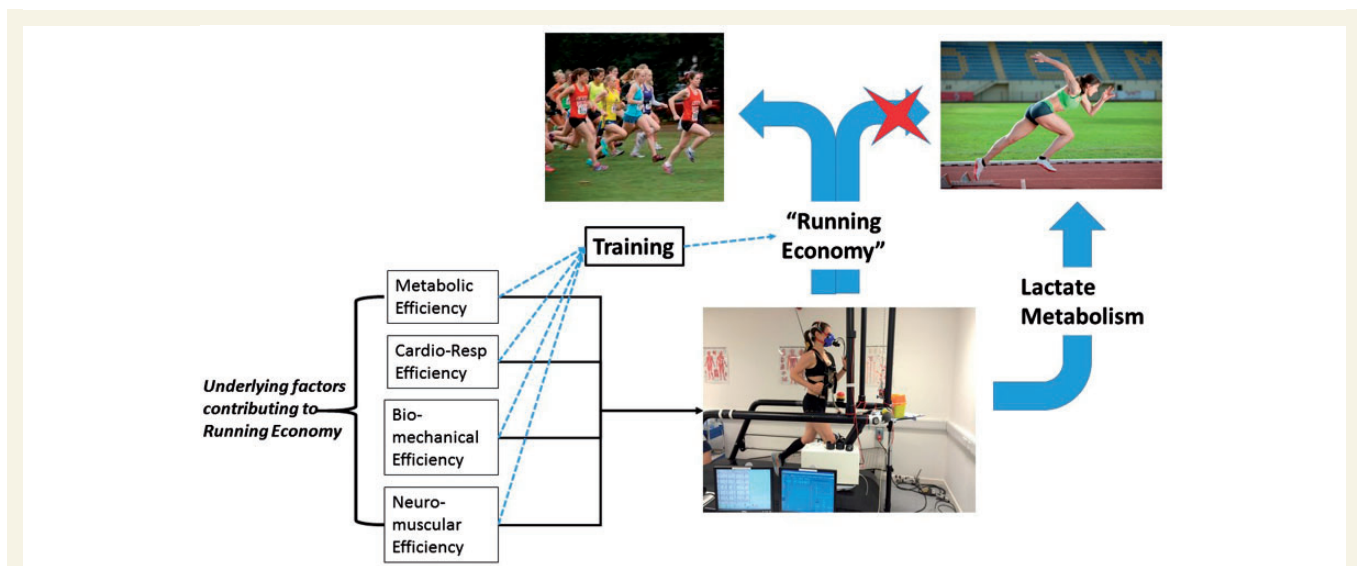 “Running
Economy”
Training
Lactate
Metabolism
Underlying factors
contributing to
Running Economy
Metabolic
Efficiency
Cardio-Resp
Efficiency
Bio-
mechanical
Efficiency
Neuro-
muscular
Efficiency